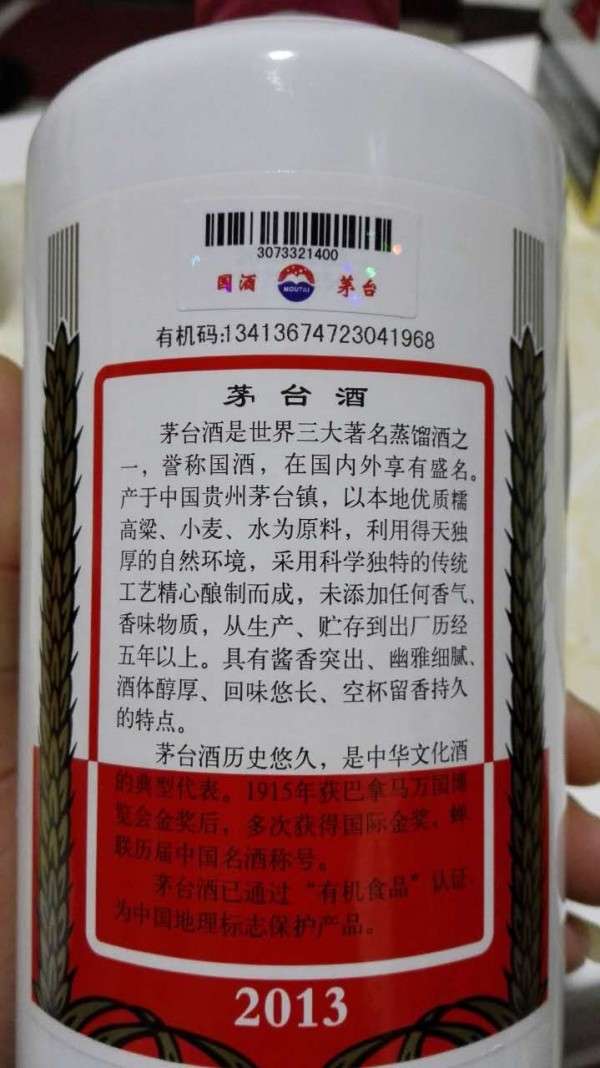 3073321400
国酒 MOUTAI 茅台
有机码:13413674723041968
茅台酒
茅台酒是世界三大著名蒸馏酒之
一，誉称国酒，在国内外享有盛名。
产于中国贵州茅台镇，以本地优质糯
高粱、小麦、水为原料，利用得天独
厚的自然环境，采用科学独特的传统
工艺精心酿制而成，未添加任何香气、
香味物质，从生产、贮存到出厂历经
五年以上。具有酱香突出、幽雅细腻、
酒体醇厚、回味悠长、空杯留香持久
的特点。
茅台酒历史悠久，是中华文化酒
的典型代表。1915年获巴拿马万国博
览会金奖后，多次获得国际金奖，蝉
联历届中国名酒称号。
茅台酒已通过“有机食品”认证
为中国地理标志保护产品。
2013